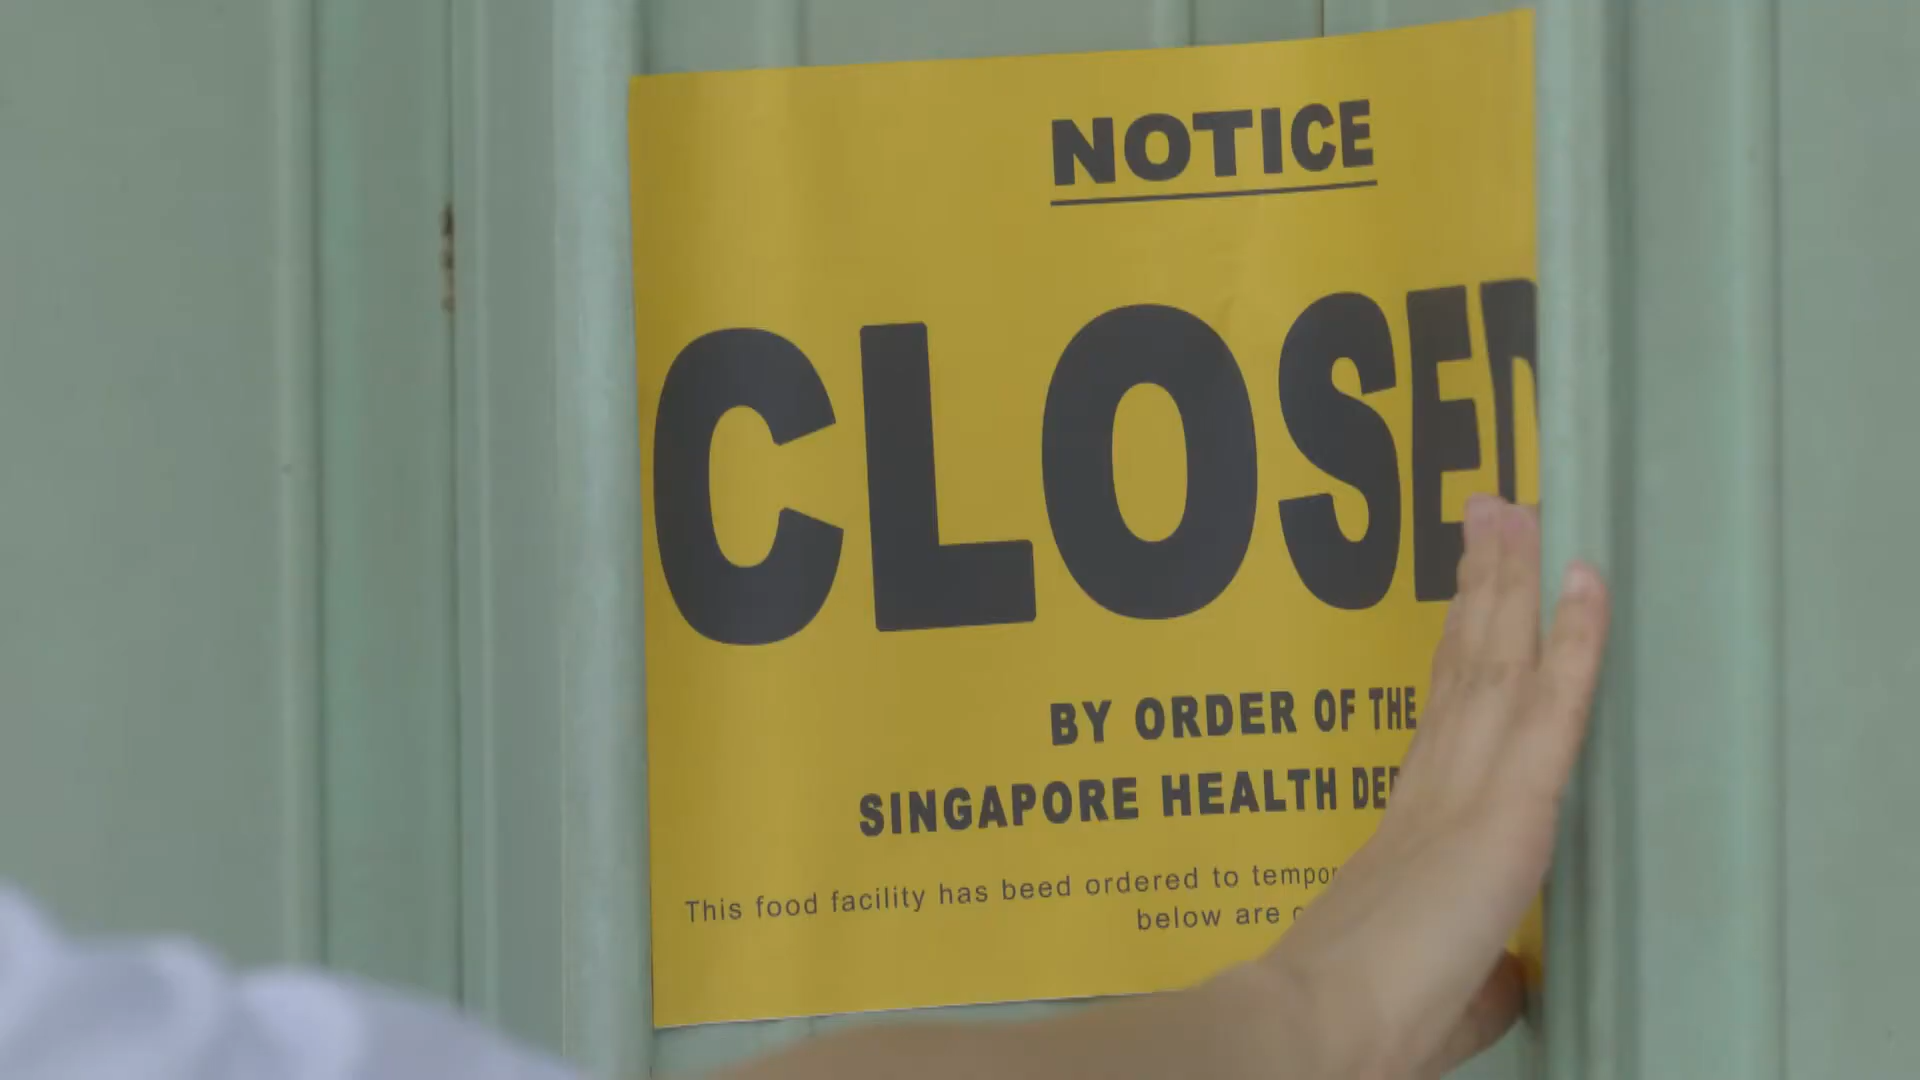 NOTICE
CLOSED
BY ORDER OF THE
SINGAPORE HEALTH
This food facility has beed ordered to
below are